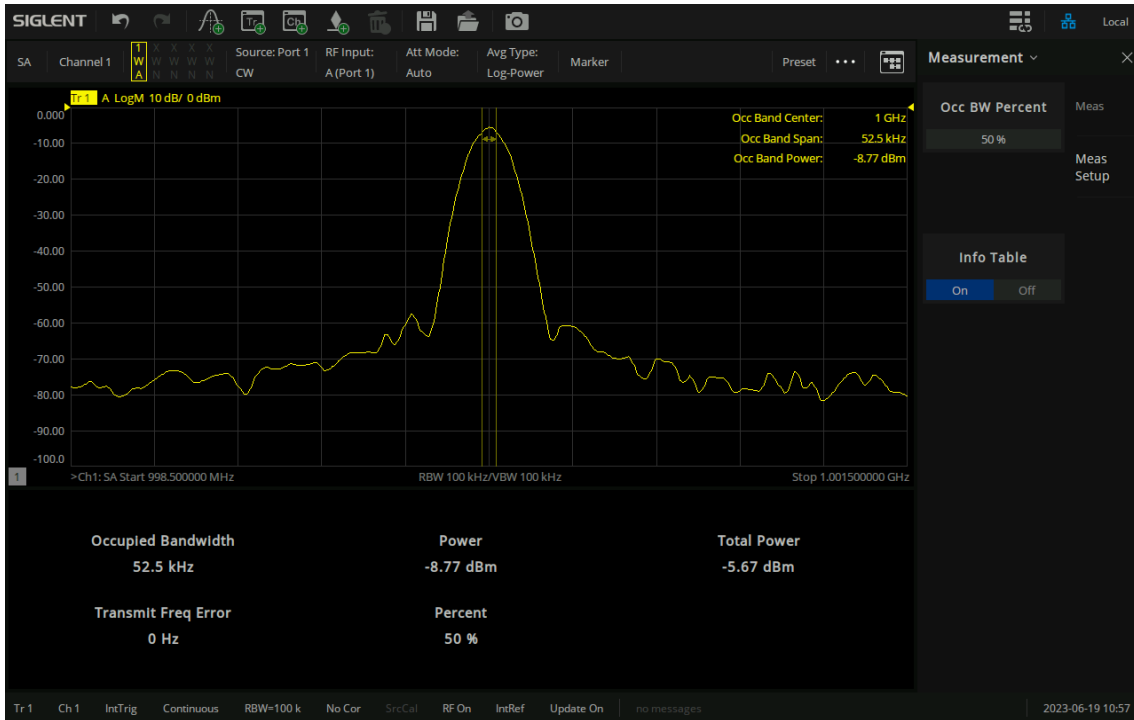 SIGLENT
Tr
Ch
Local
SA
Channel 1
1 X X X X
W W W W W
A N N N N
Source: Port 1
CW
RF Input:
A (Port 1)
Att Mode:
Auto
Avg Type:
Log-Power
Marker
Preset
Measurement
Tr 1 A LogM 10 dB/ 0 dBm
0.000
-10.00
-20.00
-30.00
-40.00
-50.00
-60.00
-70.00
-80.00
-90.00
-100.0
Occ Band Center: 1 GHz
Occ Band Span: 52.5 kHz
Occ Band Power: -8.77 dBm
1
>Ch1: SA Start 998.500000 MHz
RBW 100 kHz/VBW 100 kHz
Stop 1.001500000 GHz
Occ BW Percent
50 %
Meas
Meas
Setup
Info Table
On Off
Occupied Bandwidth
52.5 kHz
Power
-8.77 dBm
Total Power
-5.67 dBm
Transmit Freq Error
0 Hz
Percent
50 %
Tr 1 Ch 1 IntTrig Continuous RBW=100 k No Cor SrcCal RF On IntRef Update On no messages 2023-06-19 10:57